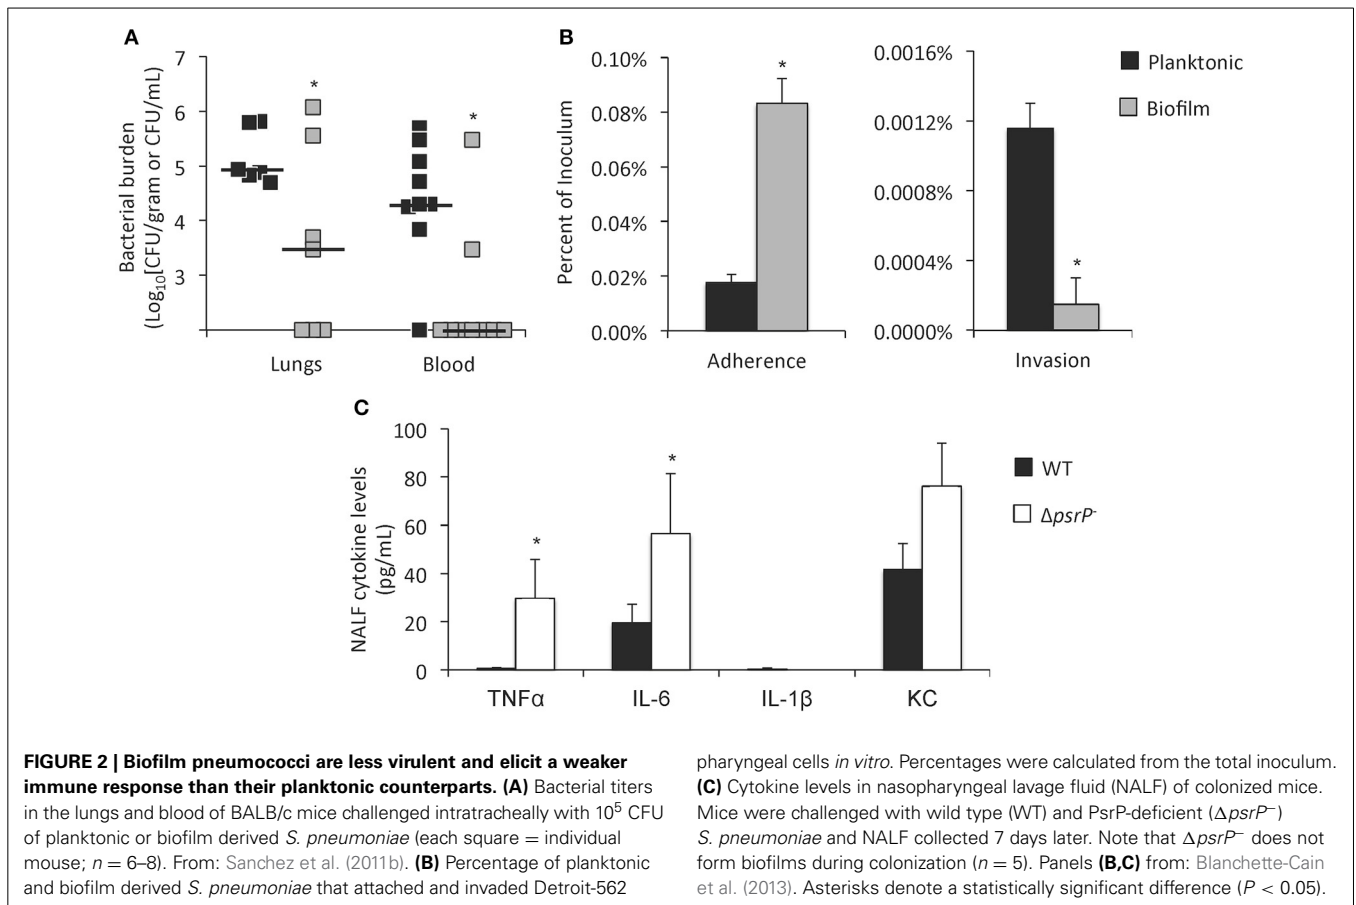 A
Bacterial burden
(Log10[CFU/gram or CFU/mL)
7
6
5
4
3
*
*
Lungs
Blood
B
Percent of Inoculum
0.10%
0.08%
0.06%
0.04%
0.02%
0.00%
*
Adherence
0.0016%
0.0012%
0.0008%
0.0004%
0.0000%
*
Invasion
Planktonic
Biofilm
C
NALF cytokine levels
(pg/mL)
100
80
60
40
20
0
*
*
TNFα
IL-6
IL-1β
KC
WT
ΔpsrP-
FIGURE 2 | Biofilm pneumococci are less virulent and elicit a weaker
immune response than their planktonic counterparts. (A) Bacterial titers
in the lungs and blood of BALB/c mice challenged intratracheally with 10⁵ CFU
of planktonic or biofilm derived S. pneumoniae (each square = individual
mouse; n = 6–8). From: Sanchez et al. (2011b). (B) Percentage of planktonic
and biofilm derived S. pneumoniae that attached and invaded Detroit-562
pharyngeal cells in vitro. Percentages were calculated from the total inoculum.
(C) Cytokine levels in nasopharyngeal lavage fluid (NALF) of colonized mice.
Mice were challenged with wild type (WT) and PsrP-deficient (ΔpsrP−)
S. pneumoniae and NALF collected 7 days later. Note that ΔpsrP− does not
form biofilms during colonization (n = 5). Panels (B,C) from: Blanchette-Cain
et al. (2013). Asterisks denote a statistically significant difference (P < 0.05).